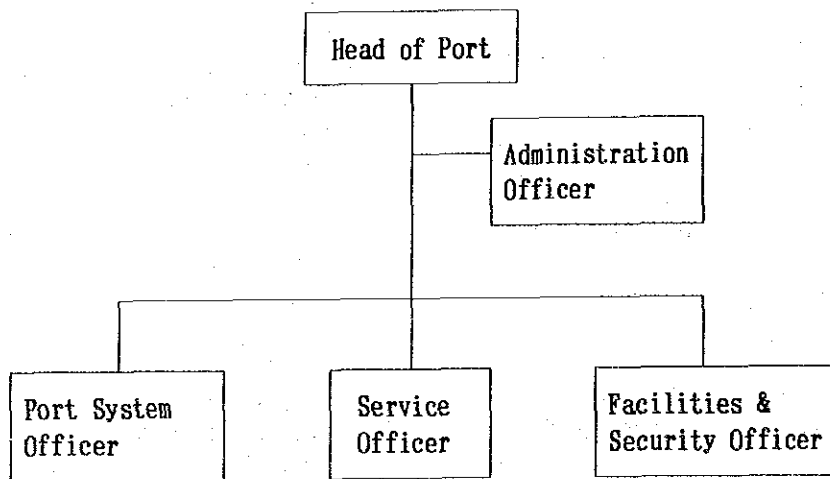 Head of Port
Administration
Officer
Port System
Officer
Service
Officer
Facilities &
Security Officer